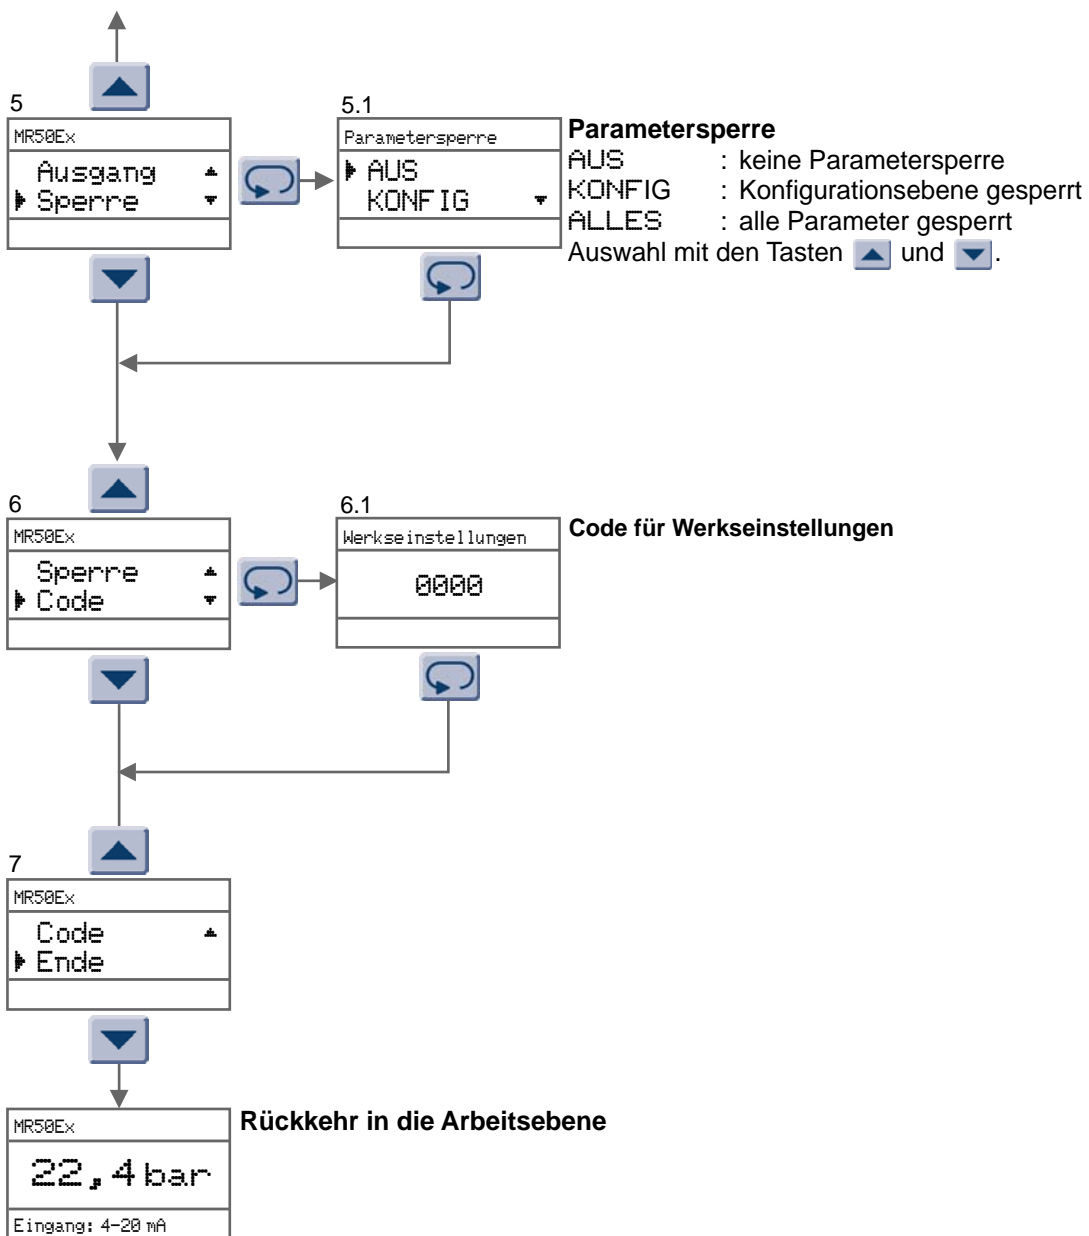 5
MR50Ex
Ausgang
Sperre
5.1
Parametersperre
AUS
KONFIG
Parametersperre
AUS : keine Parametersperre
KONFIG : Konfigurationsebene gesperrt
ALLES : alle Parameter gesperrt
Auswahl mit den Tasten und .
6
MR50Ex
Sperre
Code
6.1
Werkseinstellungen
0000
Code für Werkseinstellungen
7
MR50Ex
Code
Ende
MR50Ex
22,4 bar
Eingang: 4-20 mA
Rückkehr in die Arbeitsebene